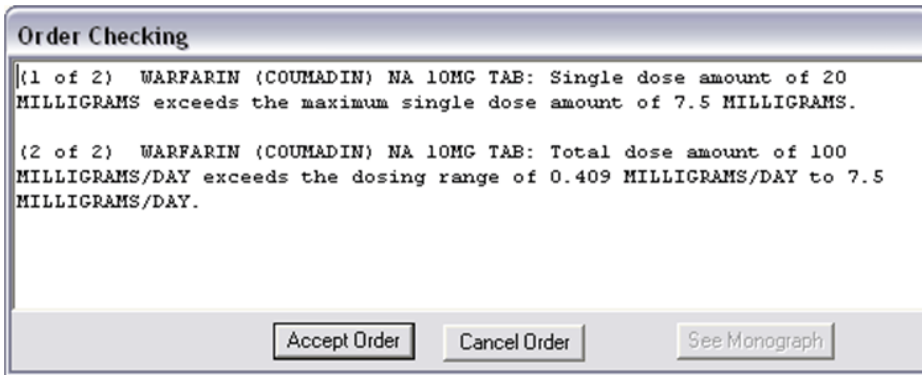 Order Checking
(1 of 2)  WARFARIN (COUMADIN) NA 10MG TAB: Single dose amount of 20
MILLIGRAMS exceeds the maximum single dose amount of 7.5 MILLIGRAMS.
(2 of 2)  WARFARIN (COUMADIN) NA 10MG TAB: Total dose amount of 100
MILLIGRAMS/DAY exceeds the dosing range of 0.409 MILLIGRAMS/DAY to 7.5
MILLIGRAMS/DAY.
Accept Order Cancel Order See Monograph